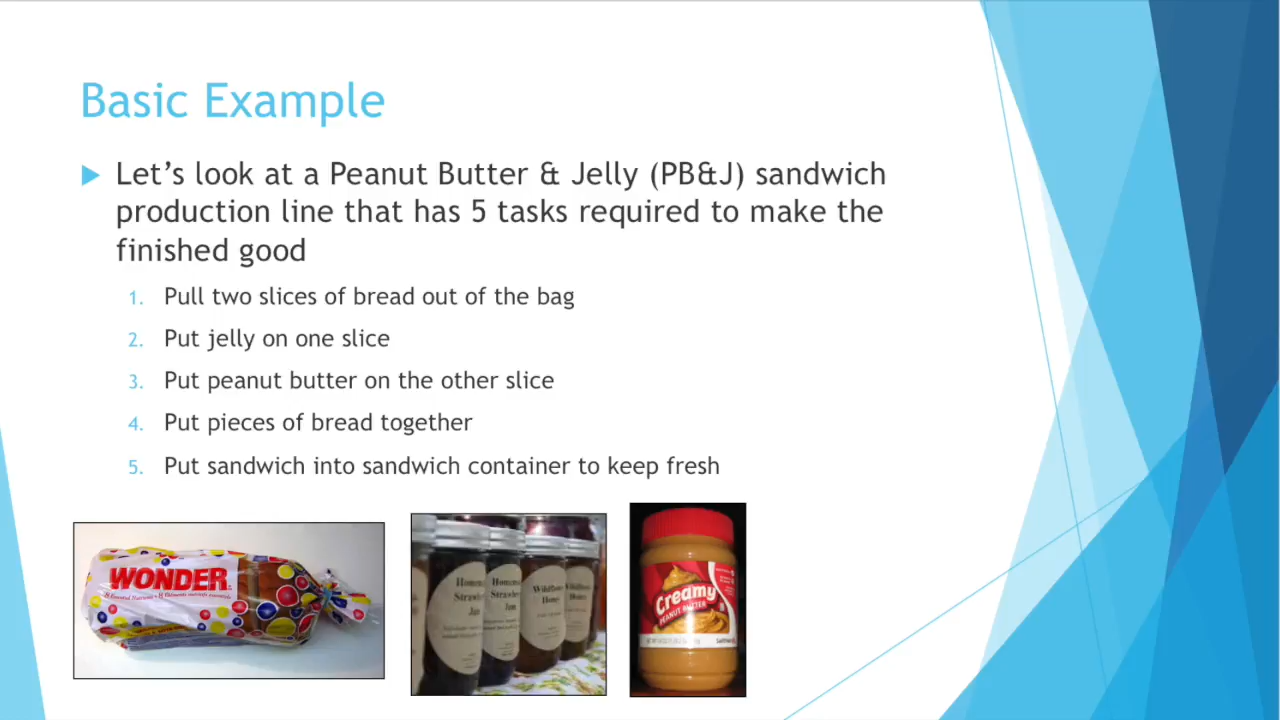 Basic Example
Let’s look at a Peanut Butter & Jelly (PB&J) sandwich
production line that has 5 tasks required to make the
finished good
1. Pull two slices of bread out of the bag
2. Put jelly on one slice
3. Put peanut butter on the other slice
4. Put pieces of bread together
5. Put sandwich into sandwich container to keep fresh
WONDER
Creamy
PEANUT BUTTER